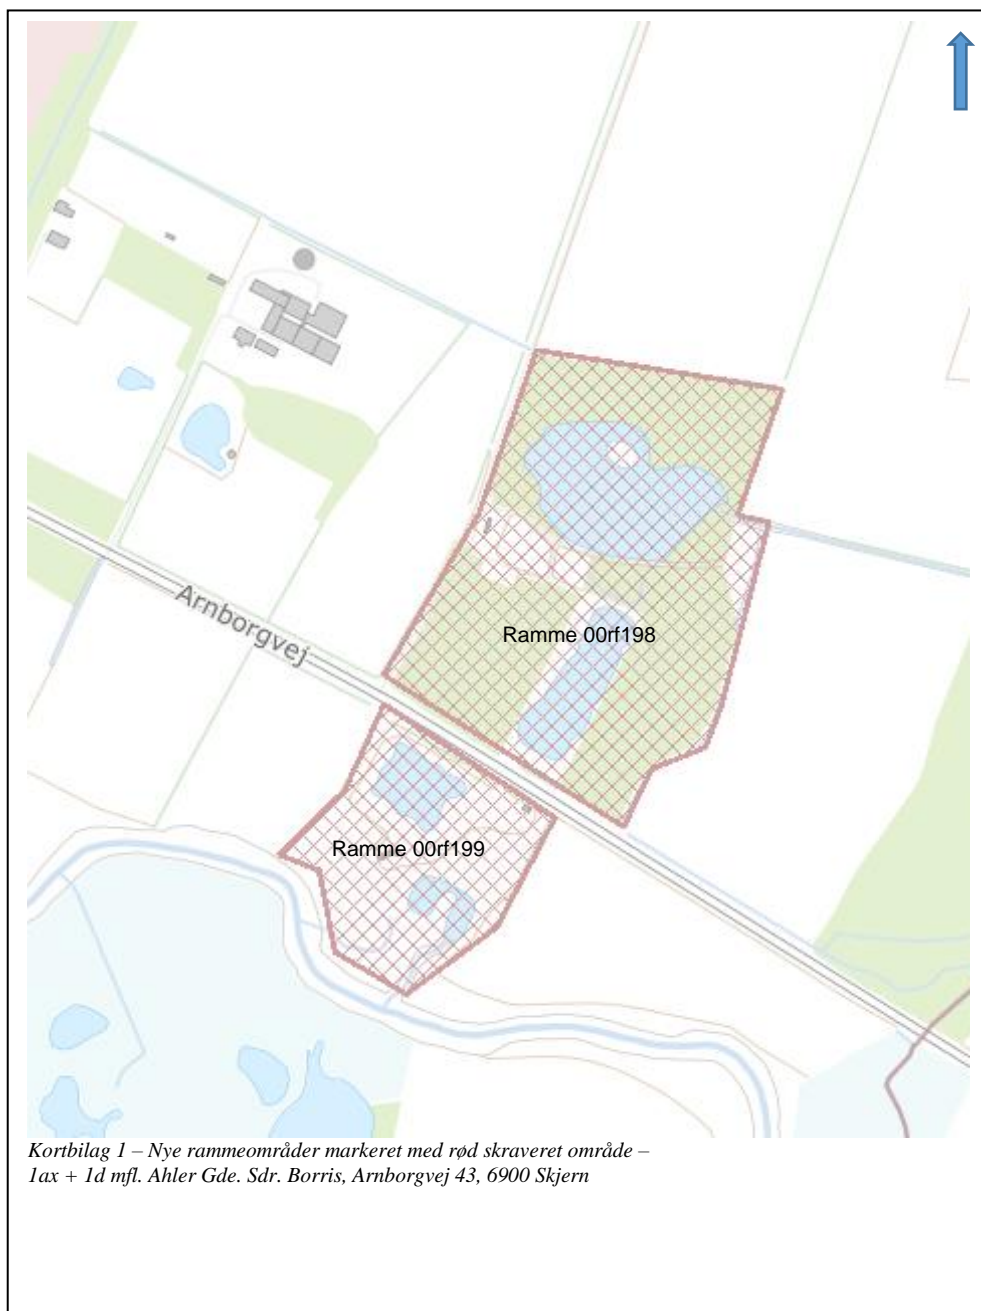 Arnborgvej
Ramme 00rf198
Ramme 00rf199
Kortbilag 1 – Nye rammeområder markeret med rød skraveret område –
1ax + 1d mfl. Ahler Gde. Sdr. Borris, Arnborgvej 43, 6900 Skjern